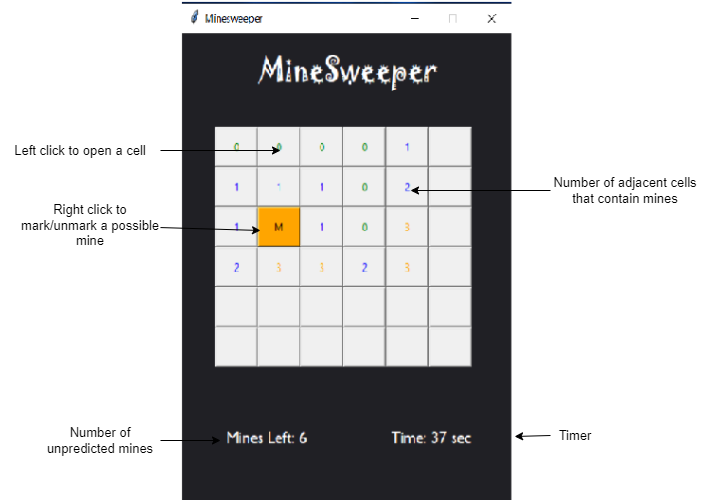 Minesweeper
MineSweeper
Left click to open a cell
0 0 0 0 1
1 1 1 0 2
Number of adjacent cells
that contain mines
Right click to
mark/unmark a possible
mine
1 M 1 0 3
2 3 3 2 3
Number of
unpredicted mines
Mines Left: 6
Time: 37 sec
Timer